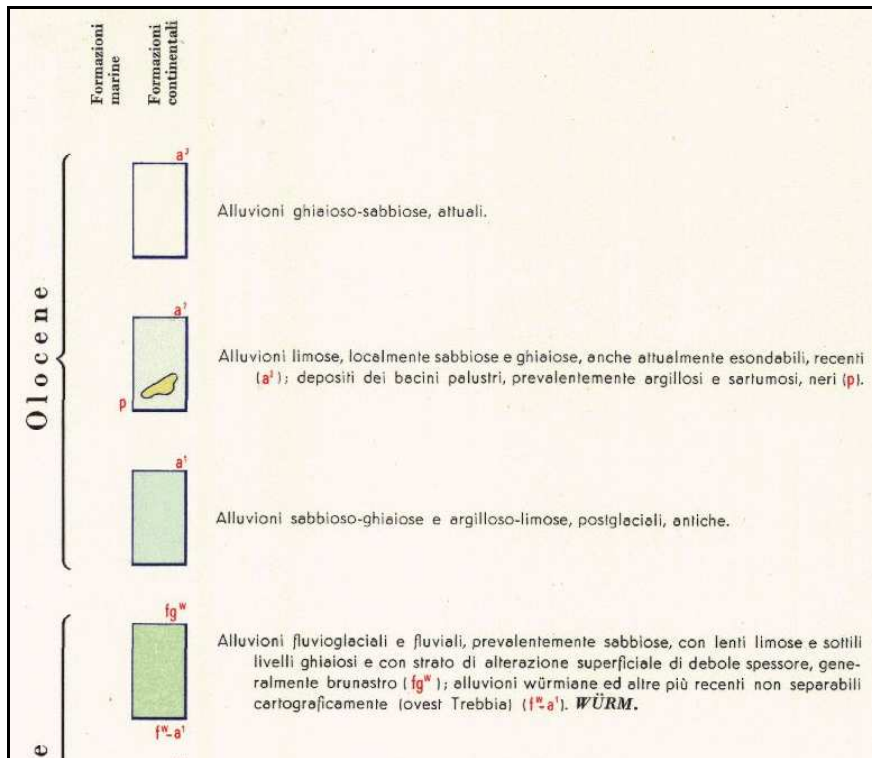 Formazioni
marine
Formazioni
continentali
Olocene
a³
Alluvioni ghiaioso-sabbiose, attuali.
a²
p
Alluvioni limose, localmente sabbiose e ghiaiose, anche attualmente esondabili, recenti
(a²); depositi dei bacini palustri, prevalentemente argillosi e sartumosi, neri (p).
a¹
Alluvioni sabbioso-ghiaiose e argilloso-limose, postglaciali, antiche.
fgᵂ
fᵂ-a¹
Alluvioni fluvioglaciali e fluviali, prevalentemente sabbiose, con lenti limose e sottili
livelli ghiaiosi e con strato di alterazione superficiale di debole spessore, gene-
ralmente brunastro (fgᵂ); alluvioni würmiane ed altre più recenti non separabili
cartograficamente (ovest Trebbia) (fᵂ-a¹). WÜRM.
e